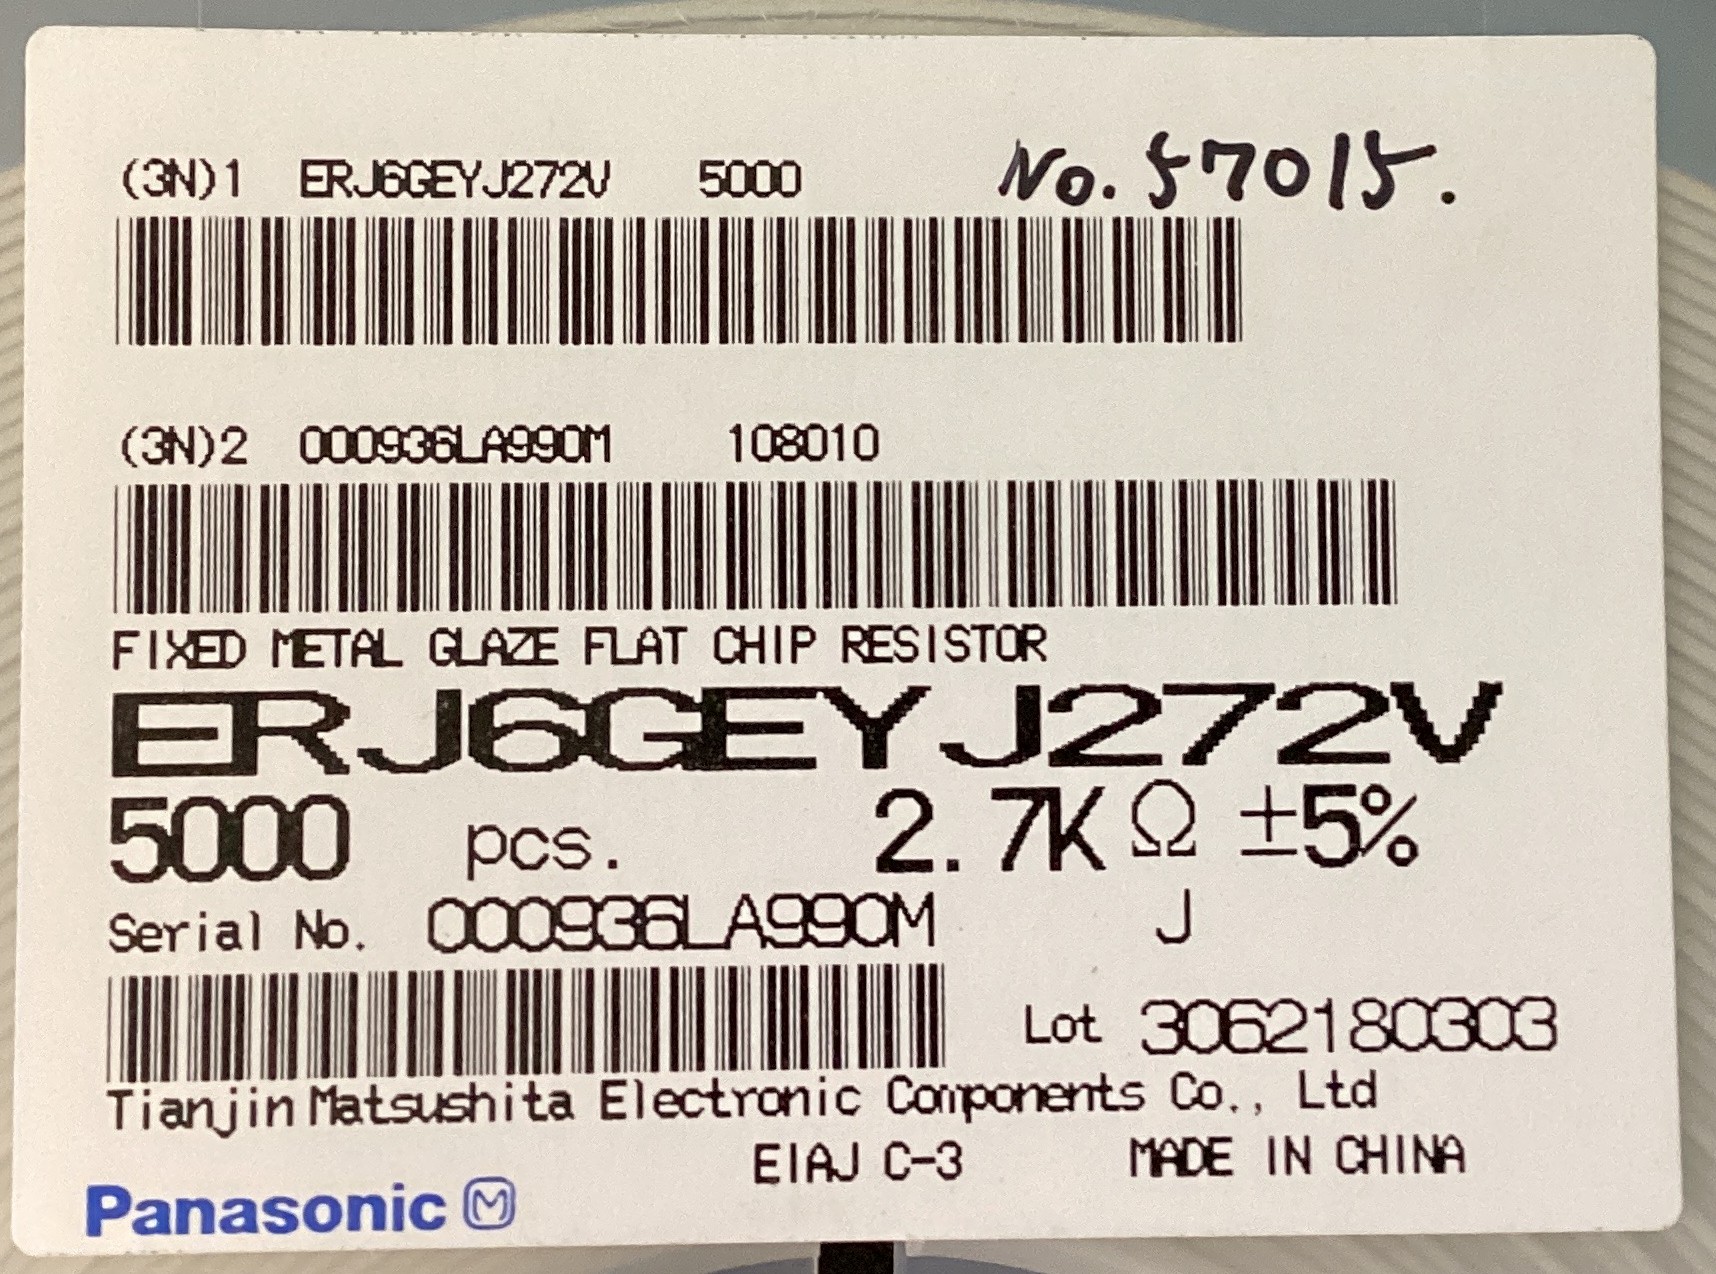 (3N)1 ERJ6GEYJ272V 5000 No. 57015.
(3N)2 000936LA990M 108010
FIXED METAL GLAZE FLAT CHIP RESISTOR
ERJ6GEYJ272V
5000 pcs. 2.7KΩ ±5%
Serial No. 000936LA990M J
Lot 3062180303
Tianjin Matsushita Electronic Components Co., Ltd
EIAJ C-3 MADE IN CHINA
Panasonic M